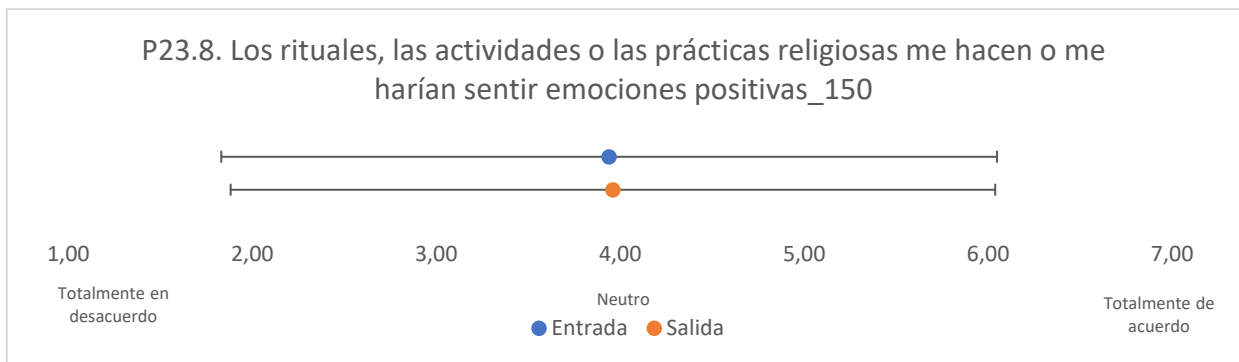 P23.8. Los rituales, las actividades o las prácticas religiosas me hacen o me
harían sentir emociones positivas_150
1,00 2,00 3,00 4,00 5,00 6,00 7,00
Totalmente en
desacuerdo
Neutro
Totalmente de
acuerdo
Entrada Salida